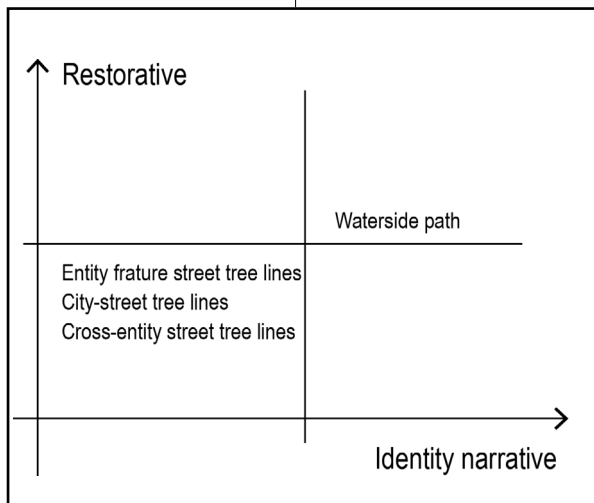 Restorative
Waterside path
Entity frature street tree lines
City-street tree lines
Cross-entity street tree lines
Identity narrative